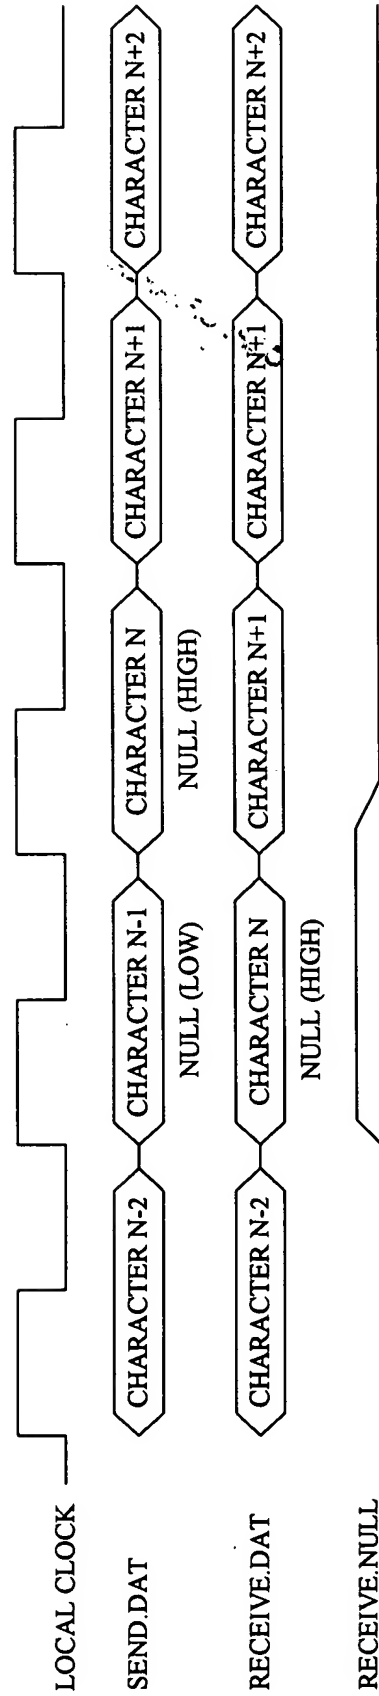 LOCAL CLOCK
SEND.DAT CHARACTER N-2 CHARACTER N-1 CHARACTER N CHARACTER N+1 CHARACTER N+2
NULL (LOW) NULL (HIGH)
RECEIVE.DAT CHARACTER N-2 CHARACTER N CHARACTER N+1 CHARACTER N+1 CHARACTER N+2
NULL (HIGH)
RECEIVE.NULL